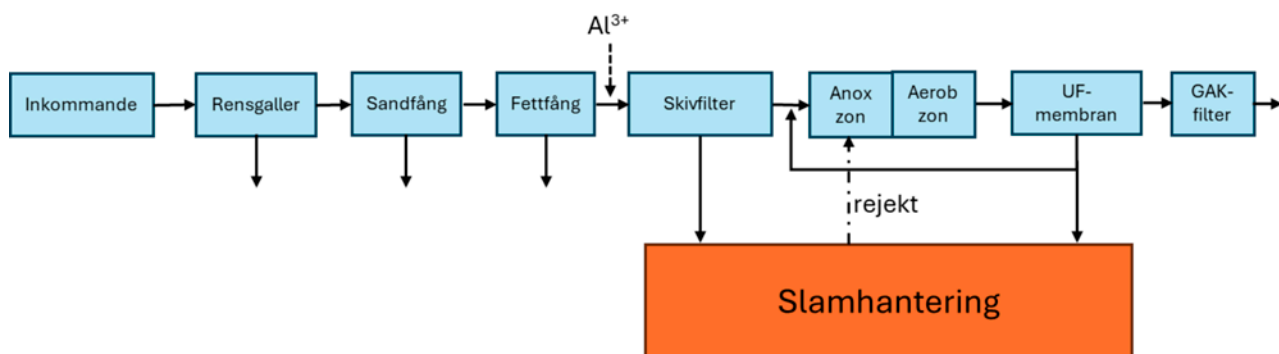 Al³⁺
Inkommande
Rensgaller
Sandfång
Fettfång
Skivfilter
Anox
zon
Aerob
zon
UF-
membran
GAK-
filter
rejekt
Slamhantering